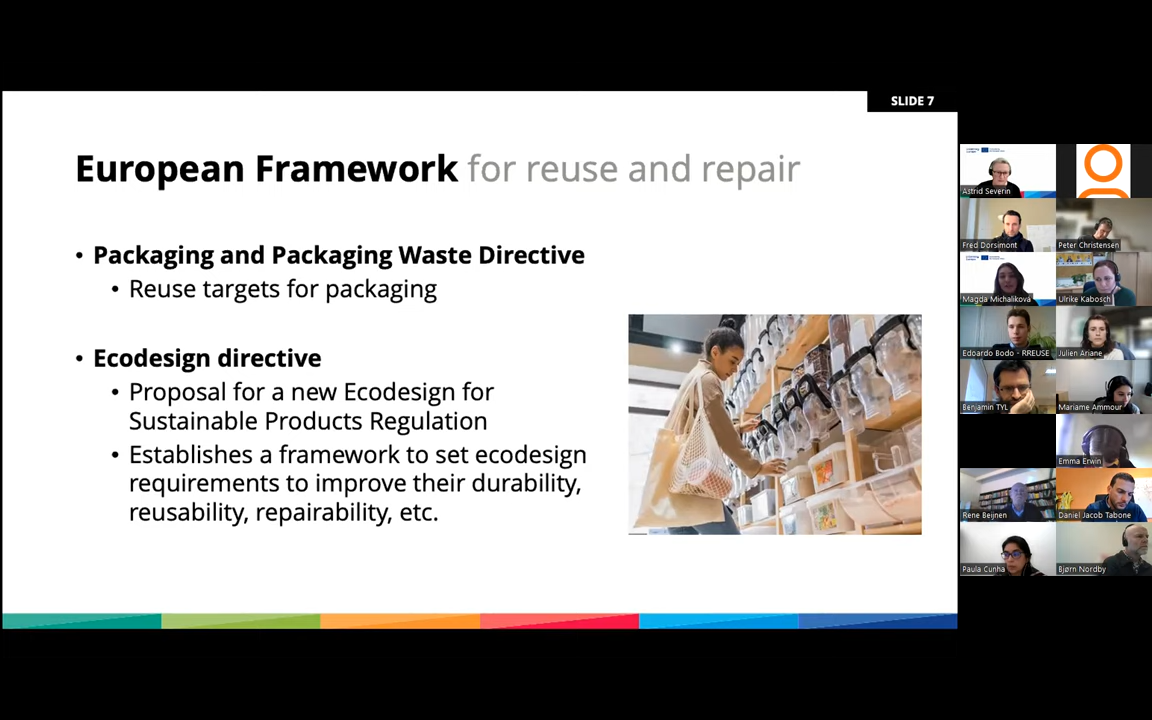 SLIDE 7
European Framework for reuse and repair
• Packaging and Packaging Waste Directive
• Reuse targets for packaging
• Ecodesign directive
• Proposal for a new Ecodesign for
Sustainable Products Regulation
• Establishes a framework to set ecodesign
requirements to improve their durability,
reusability, repairability, etc.
Astrid Severin
Fred Dorsimont
Peter Christensen
Magda Michaliková
Ulrike Kabosch
Edoardo Bodo - RREUSE
Julien Ariane
Benjamin TYL
Mariame Ammour
Emma Erwin
Rene Beijnen
Daniel Jacob Tabone
Paula Cunha
Bjørn Nordby